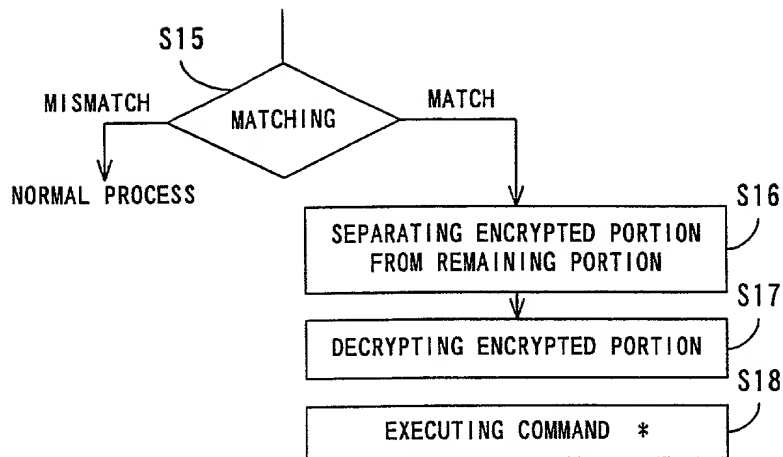 S15
MISMATCH
MATCHING
MATCH
NORMAL PROCESS
S16
SEPARATING ENCRYPTED PORTION
FROM REMAINING PORTION
S17
DECRYPTING ENCRYPTED PORTION
S18
EXECUTING COMMAND *